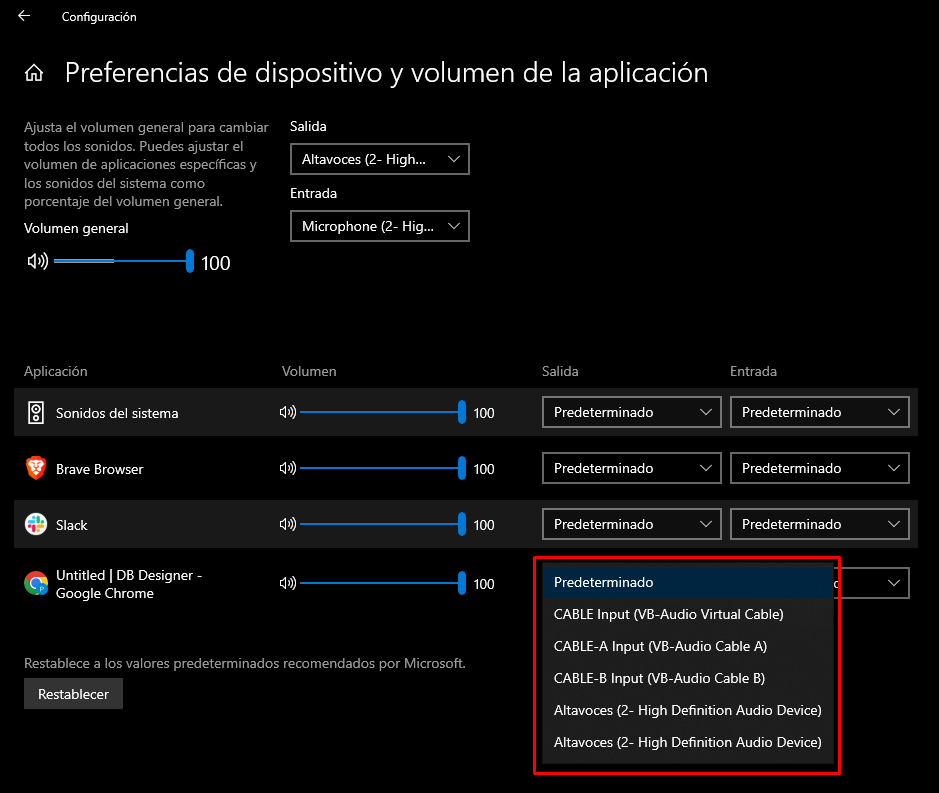 Configuración
Preferencias de dispositivo y volumen de la aplicación
Ajusta el volumen general para cambiar
todos los sonidos. Puedes ajustar el
volumen de aplicaciones específicas y
los sonidos del sistema como
porcentaje del volumen general.
Volumen general
100
Salida
Altavoces (2- High...
Entrada
Microphone (2- Hig...
Aplicación Volumen Salida Entrada
Sonidos del sistema 100 Predeterminado Predeterminado
Brave Browser 100 Predeterminado Predeterminado
Slack 100 Predeterminado Predeterminado
Untitled | DB Designer -
Google Chrome
100
Predeterminado
CABLE Input (VB-Audio Virtual Cable)
CABLE-A Input (VB-Audio Cable A)
CABLE-B Input (VB-Audio Cable B)
Altavoces (2- High Definition Audio Device)
Altavoces (2- High Definition Audio Device)
Restablece a los valores predeterminados recomendados por Microsoft.
Restablecer